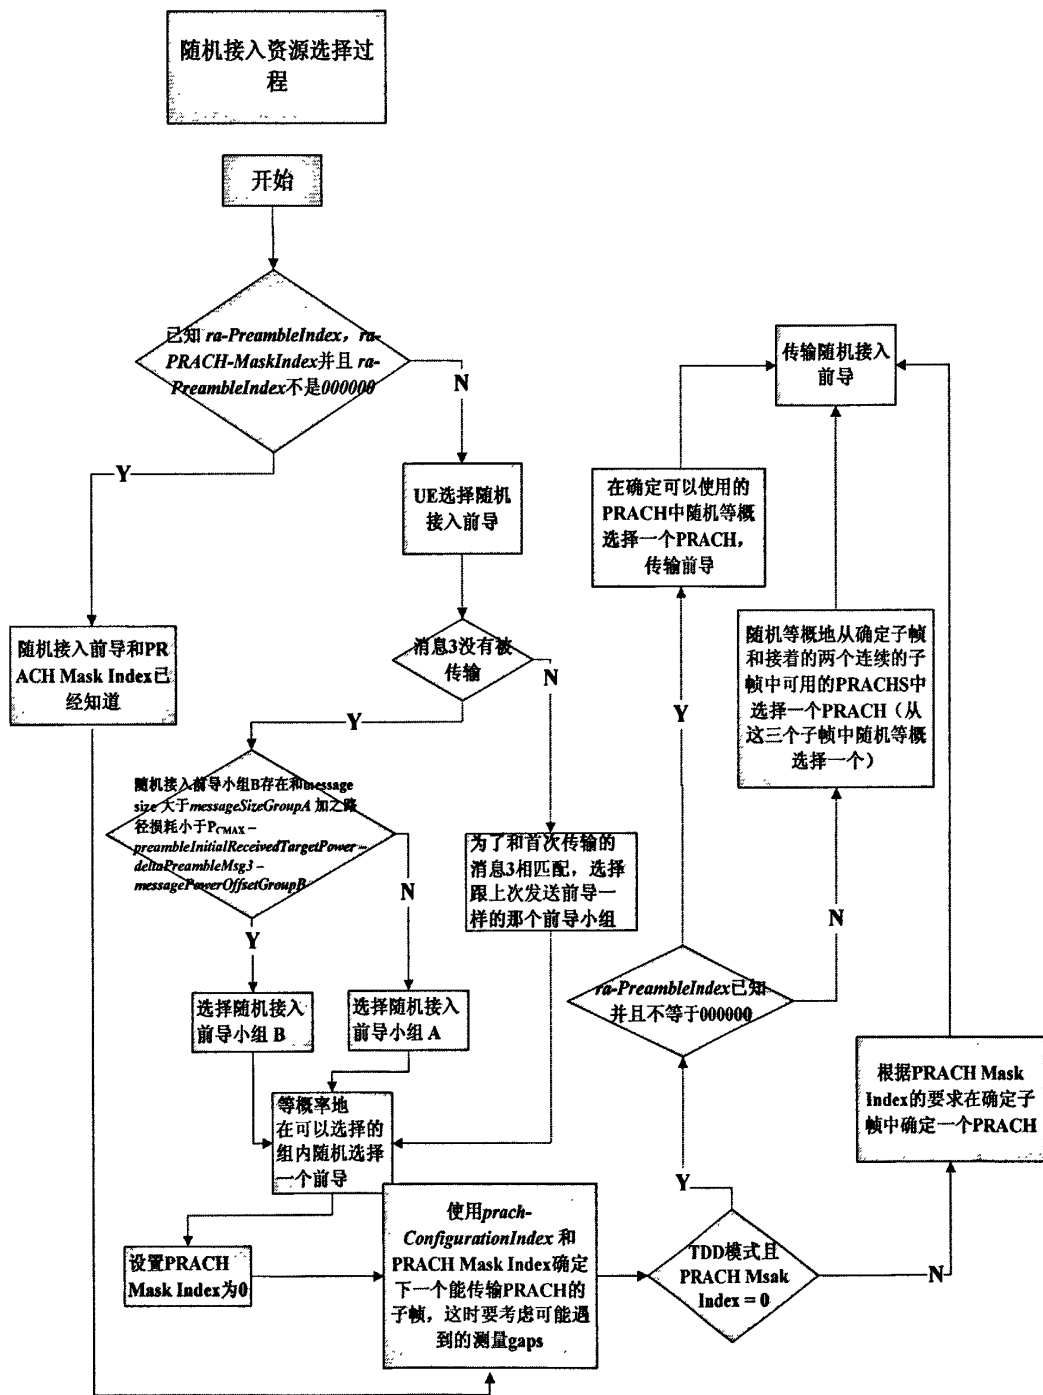 随机接入资源选择过
程
开始
已知 ra-PreambleIndex，ra-
PRACH-MaskIndex并且 ra-
PreambleIndex不是000000
N
Y
UE选择随机
接入前导
随机接入前导和PR
ACH Mask Index已
经知道
消息3没有被
传输
N
Y
随机接入前导小组B存在和message
size 大于messageSizeGroupA 加之路
径损耗小于PCMAX –
preambleInitialReceivedTargetPower –
deltaPreambleMsg3 –
messagePowerOffsetGroupB
N
Y
为了和首次传输的
消息3相匹配，选择
跟上次发送前导一
样的那个前导小组
选择随机接入
前导小组 B
选择随机接入
前导小组 A
等概率地
在可以选择的
组内随机选择
一个前导
设置PRACH
Mask Index为0
使用prach-
ConfigurationIndex 和
PRACH Mask Index确定
下一个能传输PRACH的
子帧，这时要考虑可能遇
到的测量gaps
TDD模式且
PRACH Msak
Index = 0
Y
N
ra-PreambleIndex已知
并且不等于000000
Y
N
在确定可以使用的
PRACH中随机等概
选择一个PRACH，
传输前导
随机等概地从确定子帧
和接着的两个连续的子
帧中可用的PRACHS中
选择一个PRACH（从
这三个子帧中随机等概
选择一个）
根据PRACH Mask
Index的要求在确定子
帧中确定一个PRACH
传输随机接入
前导